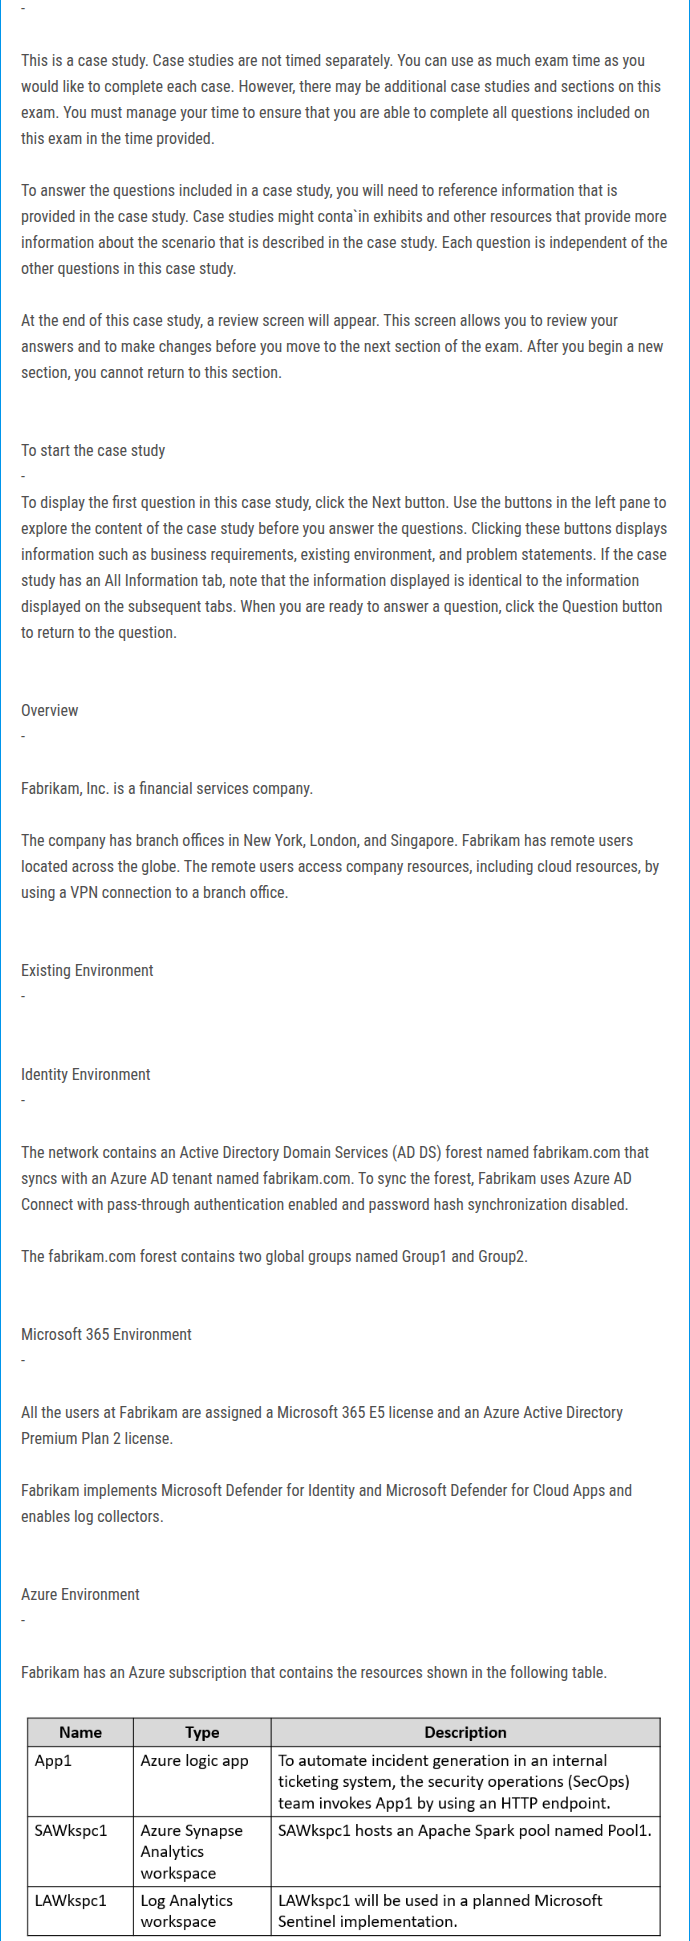 -
This is a case study. Case studies are not timed separately. You can use as much exam time as you
would like to complete each case. However, there may be additional case studies and sections on this
exam. You must manage your time to ensure that you are able to complete all questions included on
this exam in the time provided.
To answer the questions included in a case study, you will need to reference information that is
provided in the case study. Case studies might conta`in exhibits and other resources that provide more
information about the scenario that is described in the case study. Each question is independent of the
other questions in this case study.
At the end of this case study, a review screen will appear. This screen allows you to review your
answers and to make changes before you move to the next section of the exam. After you begin a new
section, you cannot return to this section.
To start the case study
-
To display the first question in this case study, click the Next button. Use the buttons in the left pane to
explore the content of the case study before you answer the questions. Clicking these buttons displays
information such as business requirements, existing environment, and problem statements. If the case
study has an All Information tab, note that the information displayed is identical to the information
displayed on the subsequent tabs. When you are ready to answer a question, click the Question button
to return to the question.
Overview
-
Fabrikam, Inc. is a financial services company.
The company has branch offices in New York, London, and Singapore. Fabrikam has remote users
located across the globe. The remote users access company resources, including cloud resources, by
using a VPN connection to a branch office.
Existing Environment
-
Identity Environment
-
The network contains an Active Directory Domain Services (AD DS) forest named fabrikam.com that
syncs with an Azure AD tenant named fabrikam.com. To sync the forest, Fabrikam uses Azure AD
Connect with pass-through authentication enabled and password hash synchronization disabled.
The fabrikam.com forest contains two global groups named Group1 and Group2.
Microsoft 365 Environment
-
All the users at Fabrikam are assigned a Microsoft 365 E5 license and an Azure Active Directory
Premium Plan 2 license.
Fabrikam implements Microsoft Defender for Identity and Microsoft Defender for Cloud Apps and
enables log collectors.
Azure Environment
-
Fabrikam has an Azure subscription that contains the resources shown in the following table.
Name Type Description
App1 Azure logic app To automate incident generation in an internal
ticketing system, the security operations (SecOps)
team invokes App1 by using an HTTP endpoint.
SAWkspc1 Azure Synapse SAWkspc1 hosts an Apache Spark pool named Pool1.
Analytics
workspace
LAWkspc1 Log Analytics LAWkspc1 will be used in a planned Microsoft
workspace Sentinel implementation.